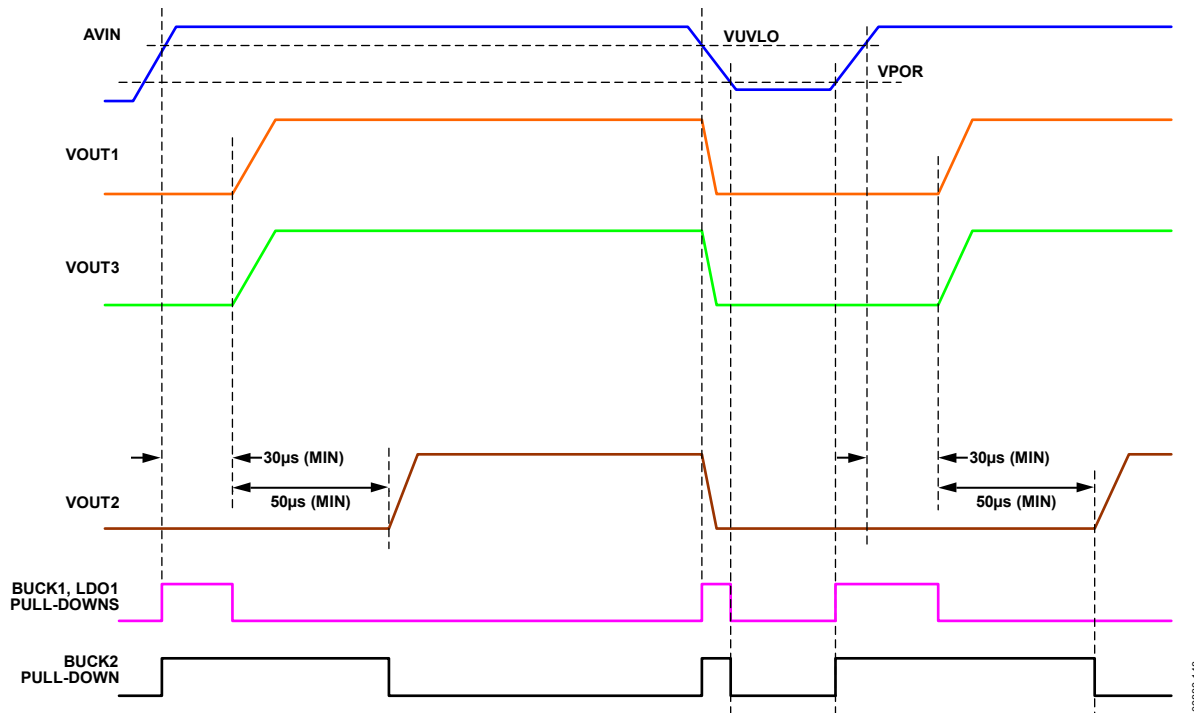 AVIN
VUVLO
VPOR
VOUT1
VOUT3
30µs (MIN)
30µs (MIN)
VOUT2
50µs (MIN)
50µs (MIN)
BUCK1, LDO1
PULL-DOWNS
BUCK2
PULL-DOWN